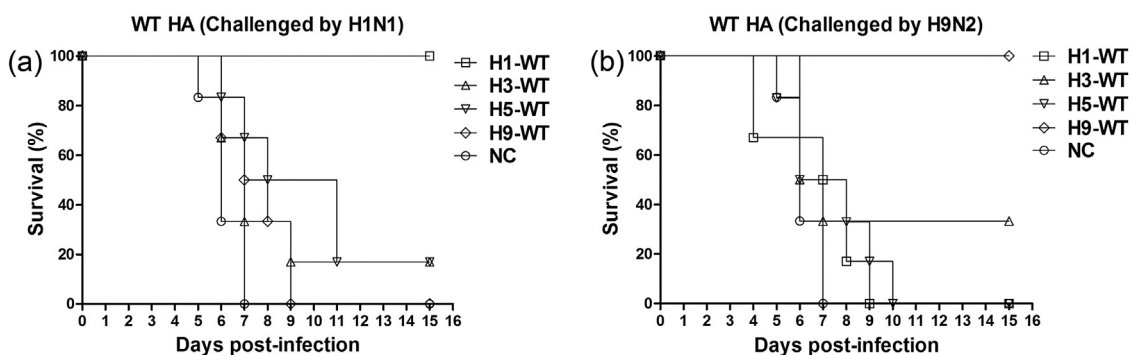 WT HA (Challenged by H1N1)
(a)
Survival (%)
100
80
60
40
20
0
0 1 2 3 4 5 6 7 8 9 10 11 12 13 14 15 16
Days post-infection
H1-WT
H3-WT
H5-WT
H9-WT
NC
WT HA (Challenged by H9N2)
(b)
Survival (%)
100
80
60
40
20
0
0 1 2 3 4 5 6 7 8 9 10 11 12 13 14 15 16
Days post-infection
H1-WT
H3-WT
H5-WT
H9-WT
NC